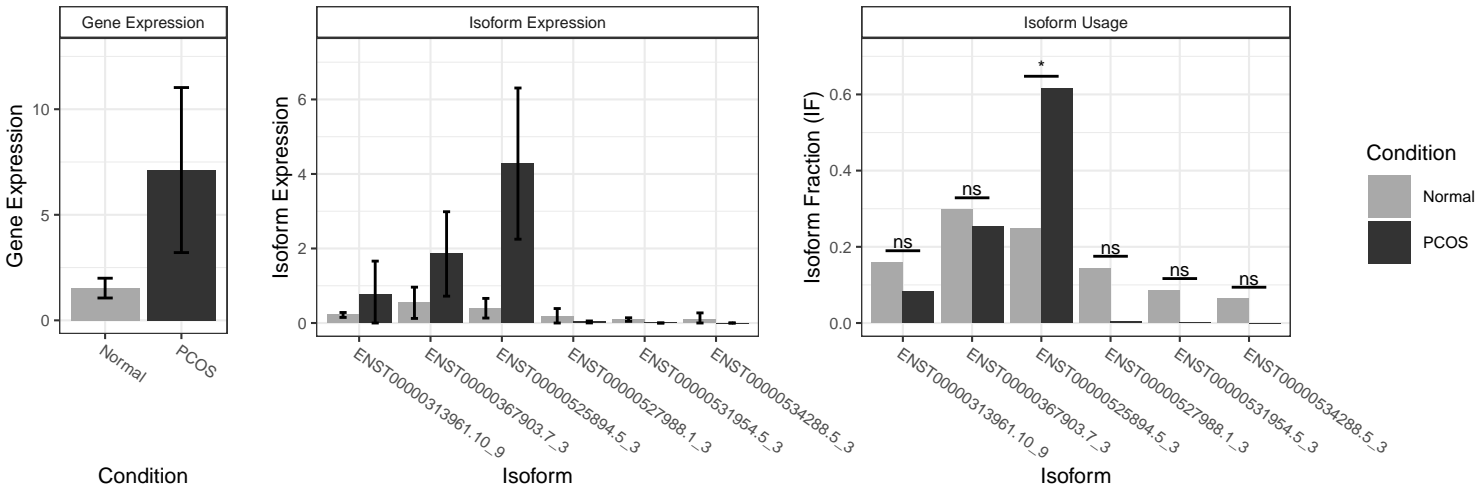 Gene Expression
Gene Expression
10
5
0
Normal
PCOS
Condition
Isoform Expression
Isoform Expression
6
4
2
0
ENST00000313961.10_9
ENST00000367903.7_3
ENST00000525894.5_3
ENST00000527988.1_3
ENST00000531954.5_3
ENST00000534288.5_3
Isoform
Isoform Usage
Isoform Fraction (IF)
0.6
0.4
0.2
0.0
ns
ns
*
ns
ns
ns
ENST00000313961.10_9
ENST00000367903.7_3
ENST00000525894.5_3
ENST00000527988.1_3
ENST00000531954.5_3
ENST00000534288.5_3
Isoform
Condition
Normal
PCOS